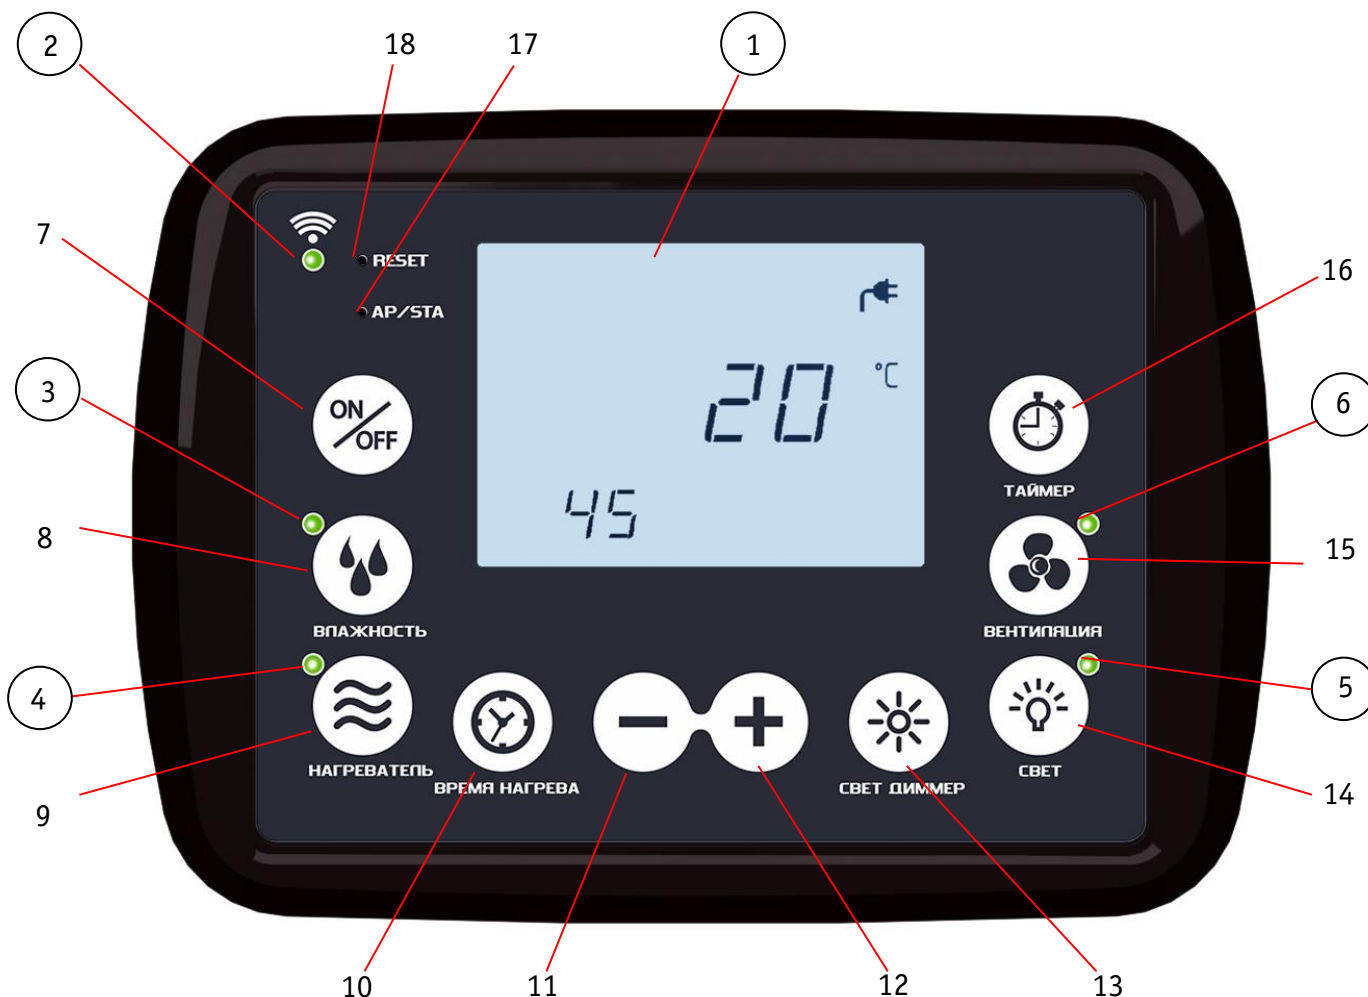 2
18
17
1
7
RESET
16
AP/STA
20 °C
3
ON/OFF
6
ТАЙМЕР
45
8
15
ВЛАЖНОСТЬ
ВЕНТИЛЯЦИЯ
4
5
НАГРЕВАТЕЛЬ
СВЕТ
ВРЕМЯ НАГРЕВА
СВЕТ ДИММЕР
9
14
10
11
12
13